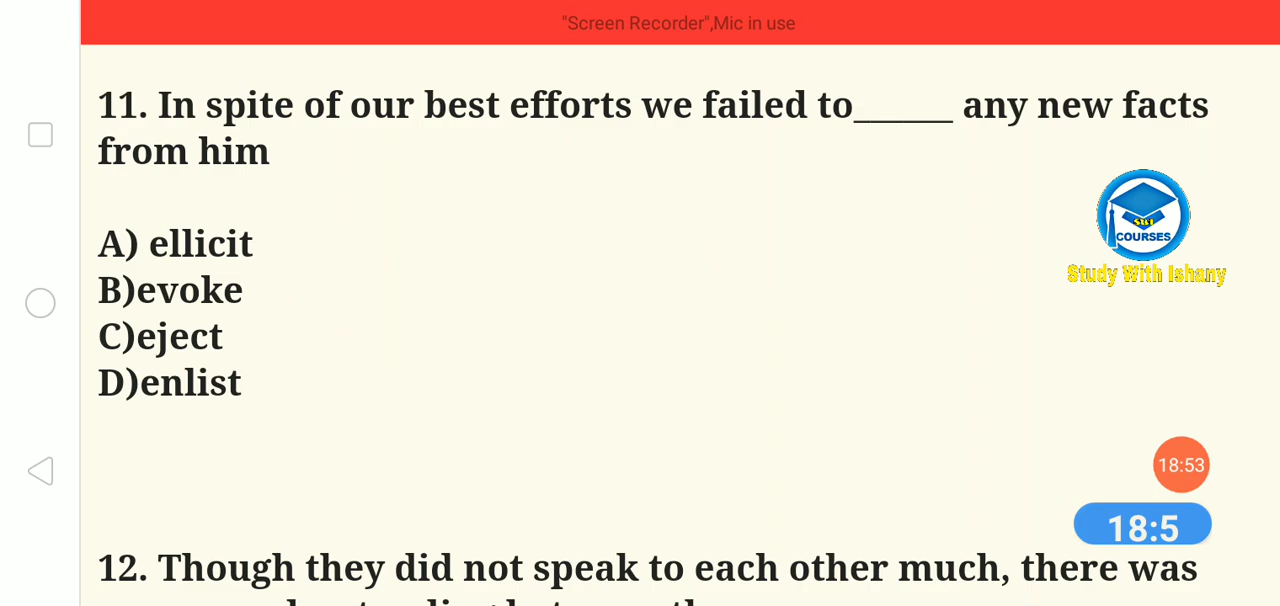 "Screen Recorder",Mic in use
11. In spite of our best efforts we failed to______ any new facts
from him
COURSES
Study With Ishany
A) ellicit
B)evoke
C)eject
D)enlist
18:53
18:5
12. Though they did not speak to each other much, there was